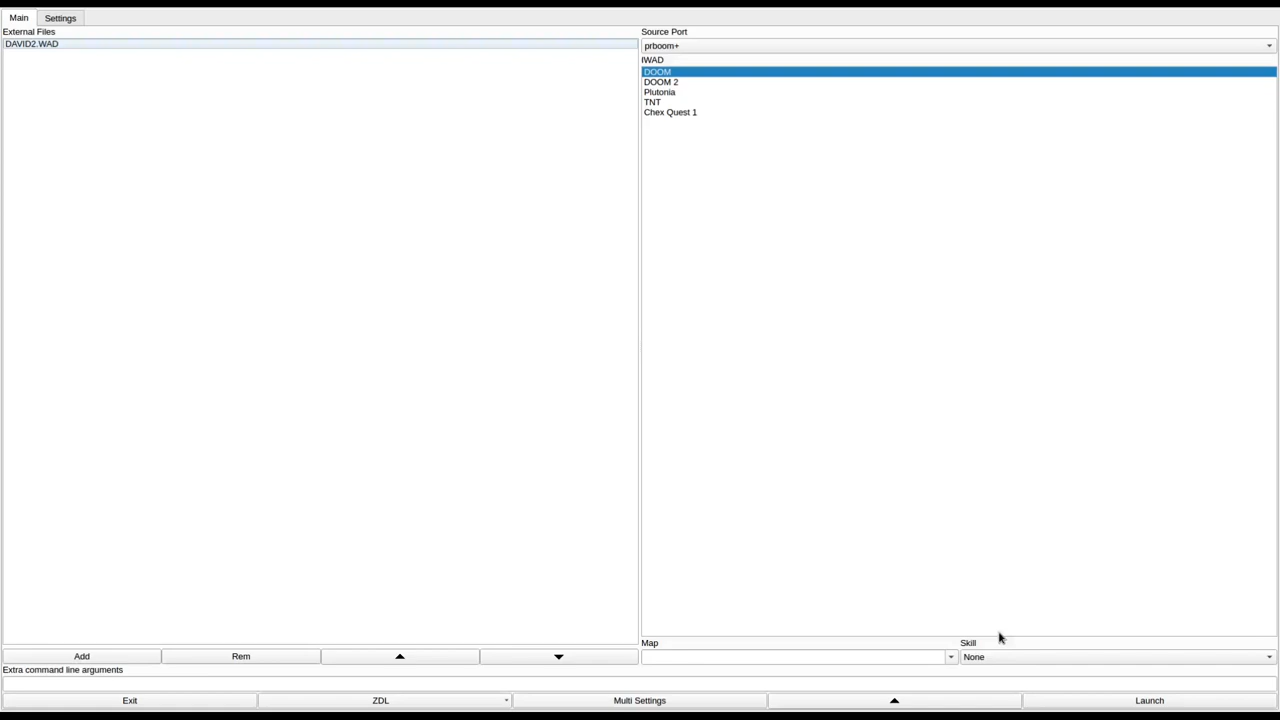 Main Settings
External Files
DAVID2.WAD
Source Port
prboom+
IWAD
DOOM
DOOM 2
Plutonia
TNT
Chex Quest 1
Map Skill
None
Add Rem
Extra command line arguments
Exit ZDL Multi Settings Launch